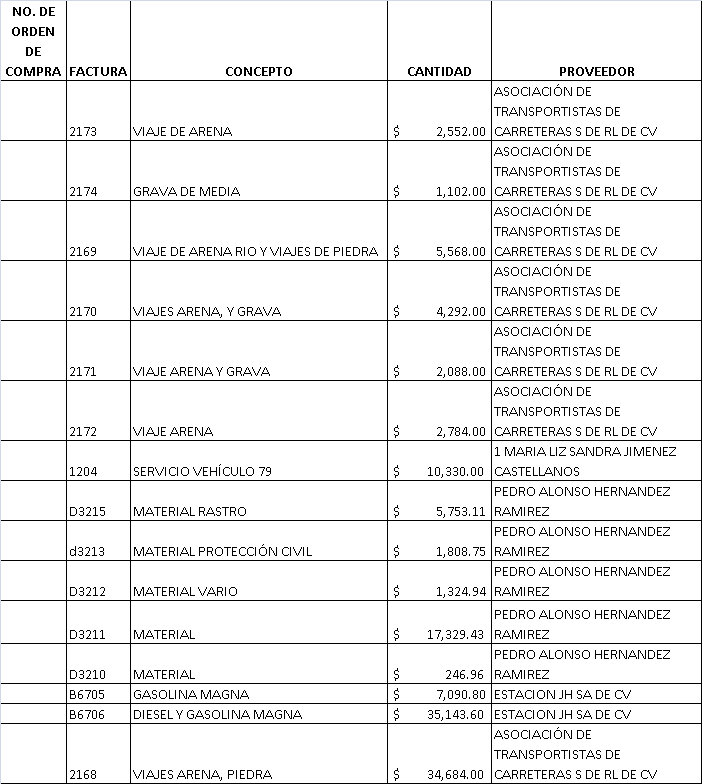 NO. DE
ORDEN
DE
COMPRA FACTURA CONCEPTO CANTIDAD PROVEEDOR
ASOCIACIÓN DE
TRANSPORTISTAS DE
2173 VIAJE DE ARENA $ 2,552.00 CARRETERAS S DE RL DE CV
ASOCIACIÓN DE
TRANSPORTISTAS DE
2174 GRAVA DE MEDIA $ 1,102.00 CARRETERAS S DE RL DE CV
ASOCIACIÓN DE
TRANSPORTISTAS DE
2169 VIAJE DE ARENA RIO Y VIAJES DE PIEDRA $ 5,568.00 CARRETERAS S DE RL DE CV
ASOCIACIÓN DE
TRANSPORTISTAS DE
2170 VIAJES ARENA, Y GRAVA $ 4,292.00 CARRETERAS S DE RL DE CV
ASOCIACIÓN DE
TRANSPORTISTAS DE
2171 VIAJE ARENA Y GRAVA $ 2,088.00 CARRETERAS S DE RL DE CV
ASOCIACIÓN DE
TRANSPORTISTAS DE
2172 VIAJE ARENA $ 2,784.00 CARRETERAS S DE RL DE CV
1 MARIA LIZ SANDRA JIMENEZ
1204 SERVICIO VEHÍCULO 79 $ 10,330.00 CASTELLANOS
PEDRO ALONSO HERNANDEZ
D3215 MATERIAL RASTRO $ 5,753.11 RAMIREZ
PEDRO ALONSO HERNANDEZ
d3213 MATERIAL PROTECCIÓN CIVIL $ 1,808.75 RAMIREZ
PEDRO ALONSO HERNANDEZ
D3212 MATERIAL VARIO $ 1,324.94 RAMIREZ
PEDRO ALONSO HERNANDEZ
D3211 MATERIAL $ 17,329.43 RAMIREZ
PEDRO ALONSO HERNANDEZ
D3210 MATERIAL $ 246.96 RAMIREZ
B6705 GASOLINA MAGNA $ 7,090.80 ESTACION JH SA DE CV
B6706 DIESEL Y GASOLINA MAGNA $ 35,143.60 ESTACION JH SA DE CV
ASOCIACIÓN DE
TRANSPORTISTAS DE
2168 VIAJES ARENA, PIEDRA $ 34,684.00 CARRETERAS S DE RL DE CV